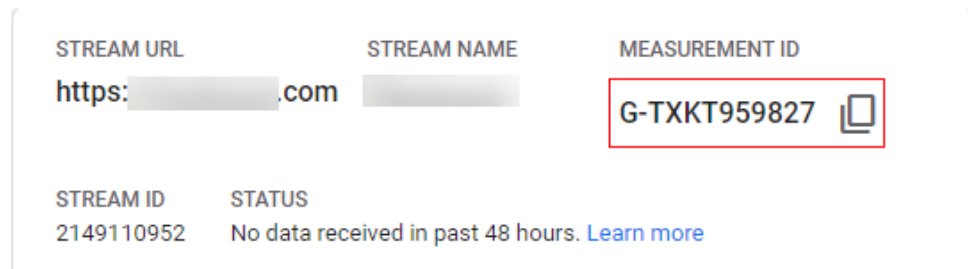 STREAM URL STREAM NAME MEASUREMENT ID
https: .com G-TXKT959827
STREAM ID STATUS
2149110952 No data received in past 48 hours. Learn more